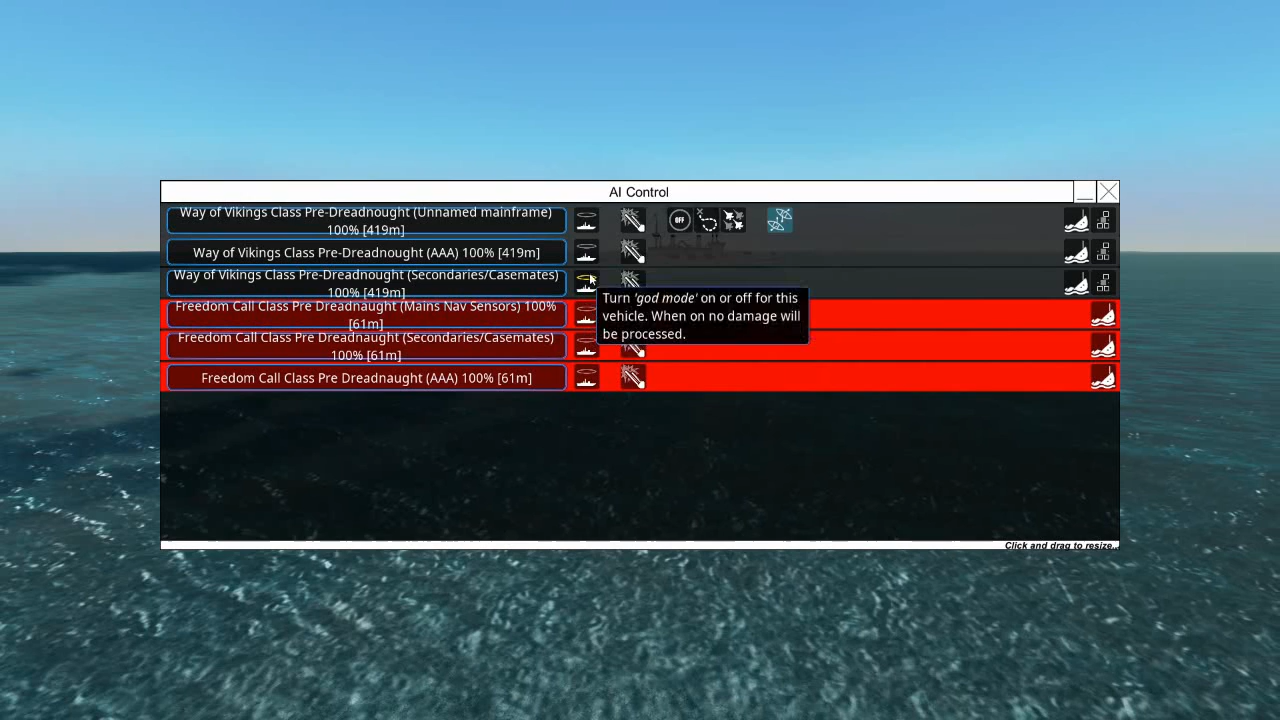 AI Control
Way of Vikings Class Pre-Dreadnought (Unnamed mainframe)
100% [419m]
OFF
Way of Vikings Class Pre-Dreadnought (AAA) 100% [419m]
Way of Vikings Class Pre-Dreadnought (Secondaries/Casemates)
100% [419m]
Freedom Call Class Pre Dreadnaught (Mains Nav Sensors) 100%
[61m]
Turn 'god mode' on or off for this
vehicle. When on no damage will
be processed.
Freedom Call Class Pre Dreadnaught (Secondaries/Casemates)
100% [61m]
Freedom Call Class Pre Dreadnaught (AAA) 100% [61m]
Click and drag to resize..